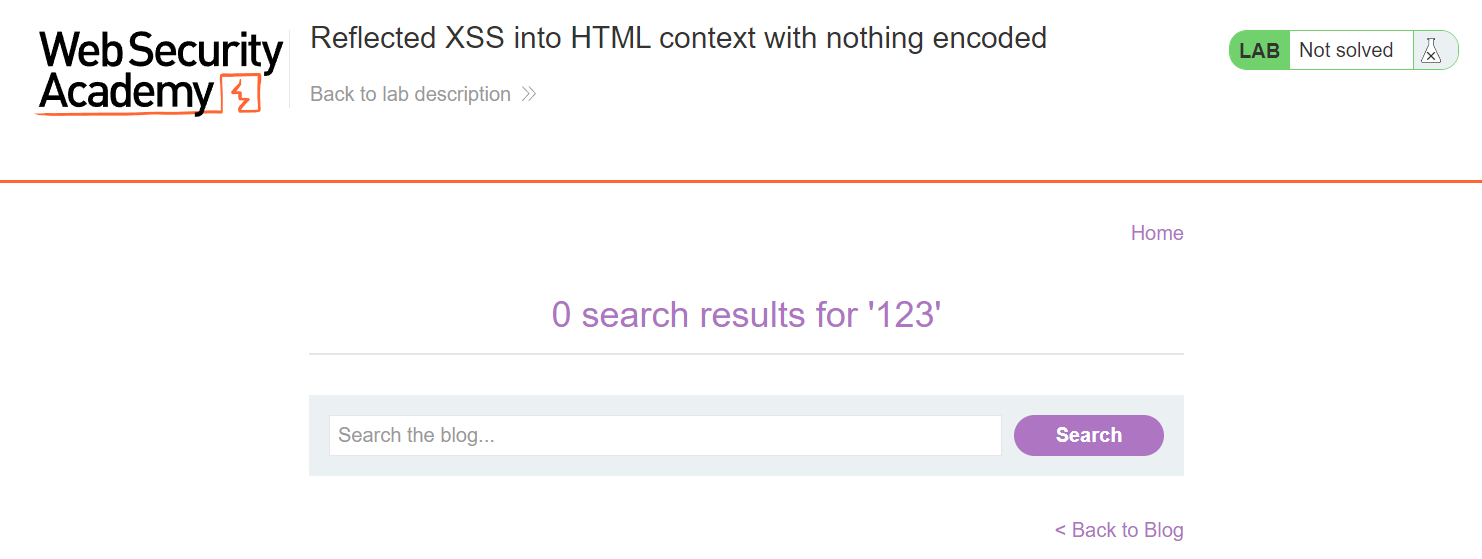 Web Security
Academy
Reflected XSS into HTML context with nothing encoded
Back to lab description >>
LAB Not solved
Home
0 search results for '123'
Search the blog...
Search
< Back to Blog